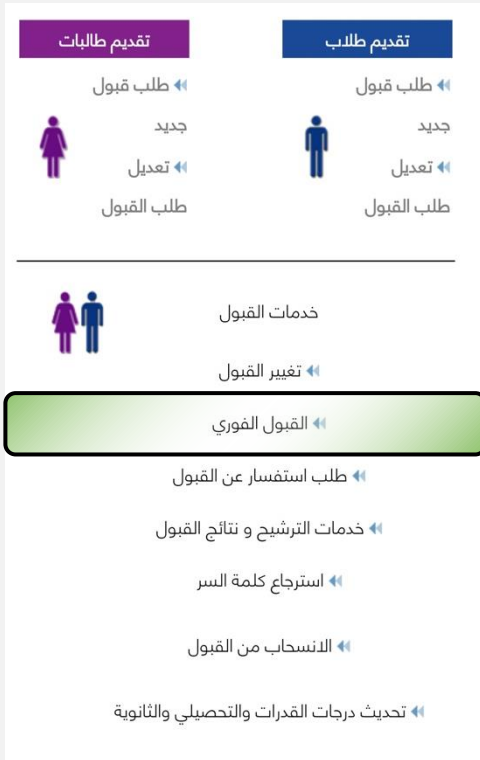 تقديم طلاب
طلب قبول
جديد
تعديل
طلب القبول
تقديم طالبات
طلب قبول
جديد
تعديل
طلب القبول
خدمات القبول
تغيير القبول
القبول الفوري
طلب استفسار عن القبول
خدمات الترشيح و نتائج القبول
استرجاع كلمة السر
الانسحاب من القبول
تحديث درجات القدرات والتحصيلي والثانوية